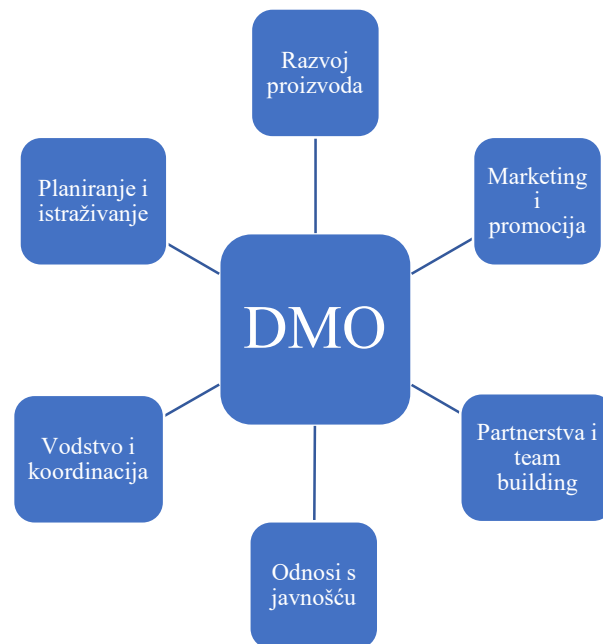 Razvoj
proizvoda
Planiranje i
istraživanje
Marketing
i
promocija
DMO
Vodstvo i
koordinacija
Partnerstva i
team
building
Odnosi s
javnošću